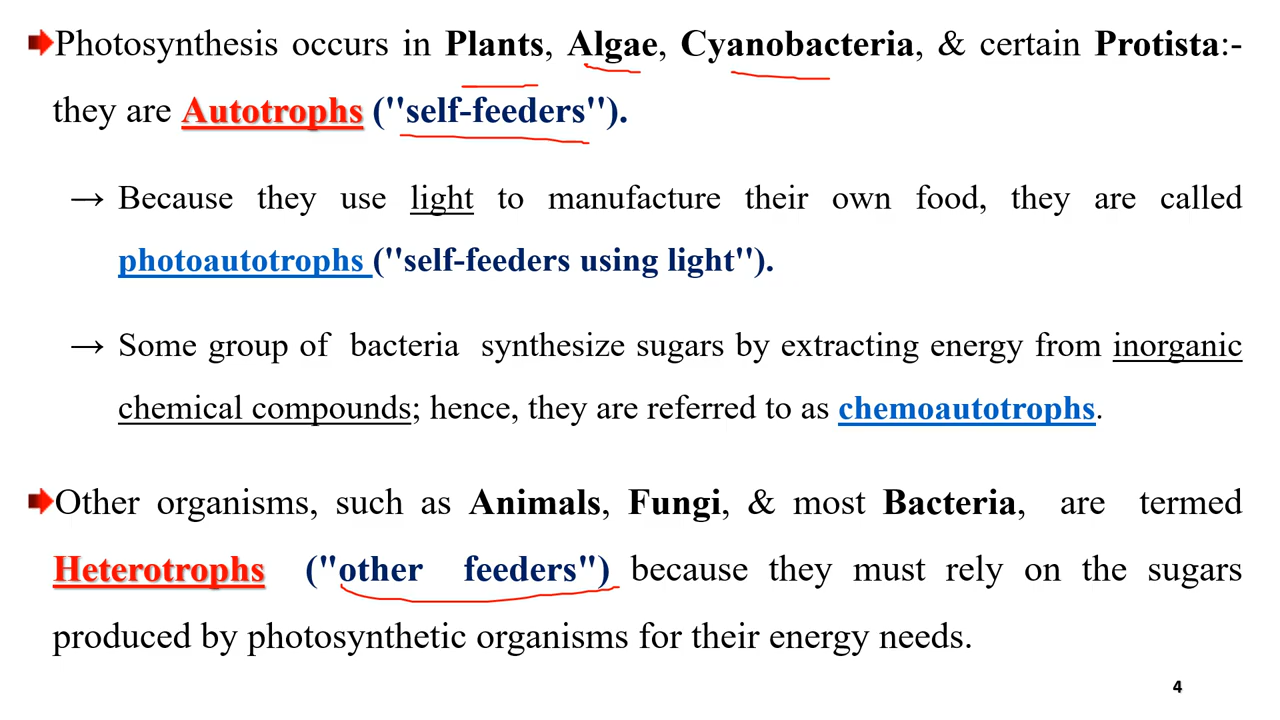 Photosynthesis occurs in Plants, Algae, Cyanobacteria, & certain Protista:-
they are Autotrophs ("self-feeders").
→ Because they use light to manufacture their own food, they are called
photoautotrophs ("self-feeders using light").
→ Some group of bacteria synthesize sugars by extracting energy from inorganic
chemical compounds; hence, they are referred to as chemoautotrophs.
Other organisms, such as Animals, Fungi, & most Bacteria, are termed
Heterotrophs ("other feeders") because they must rely on the sugars
produced by photosynthetic organisms for their energy needs.
4